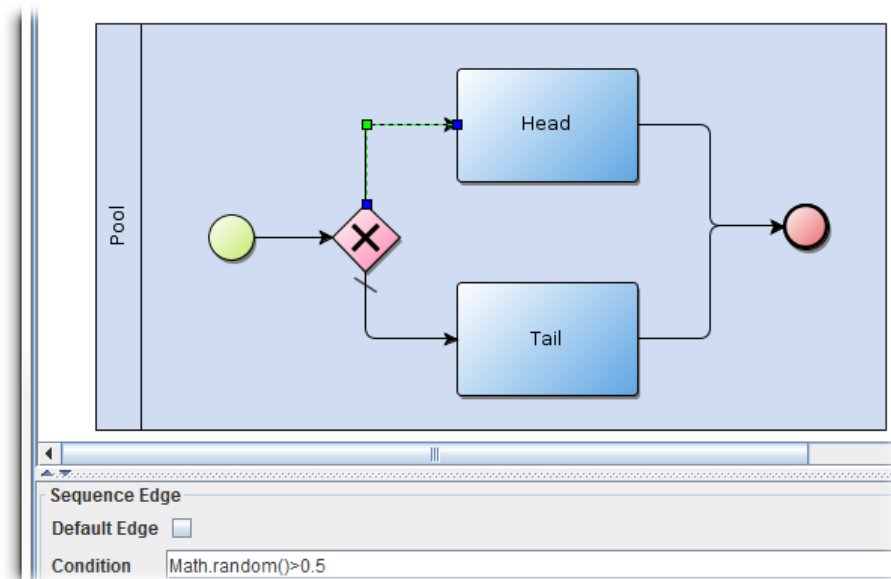 Head
Pool
Tail
Sequence Edge
Default Edge
Condition Math.random()>0.5